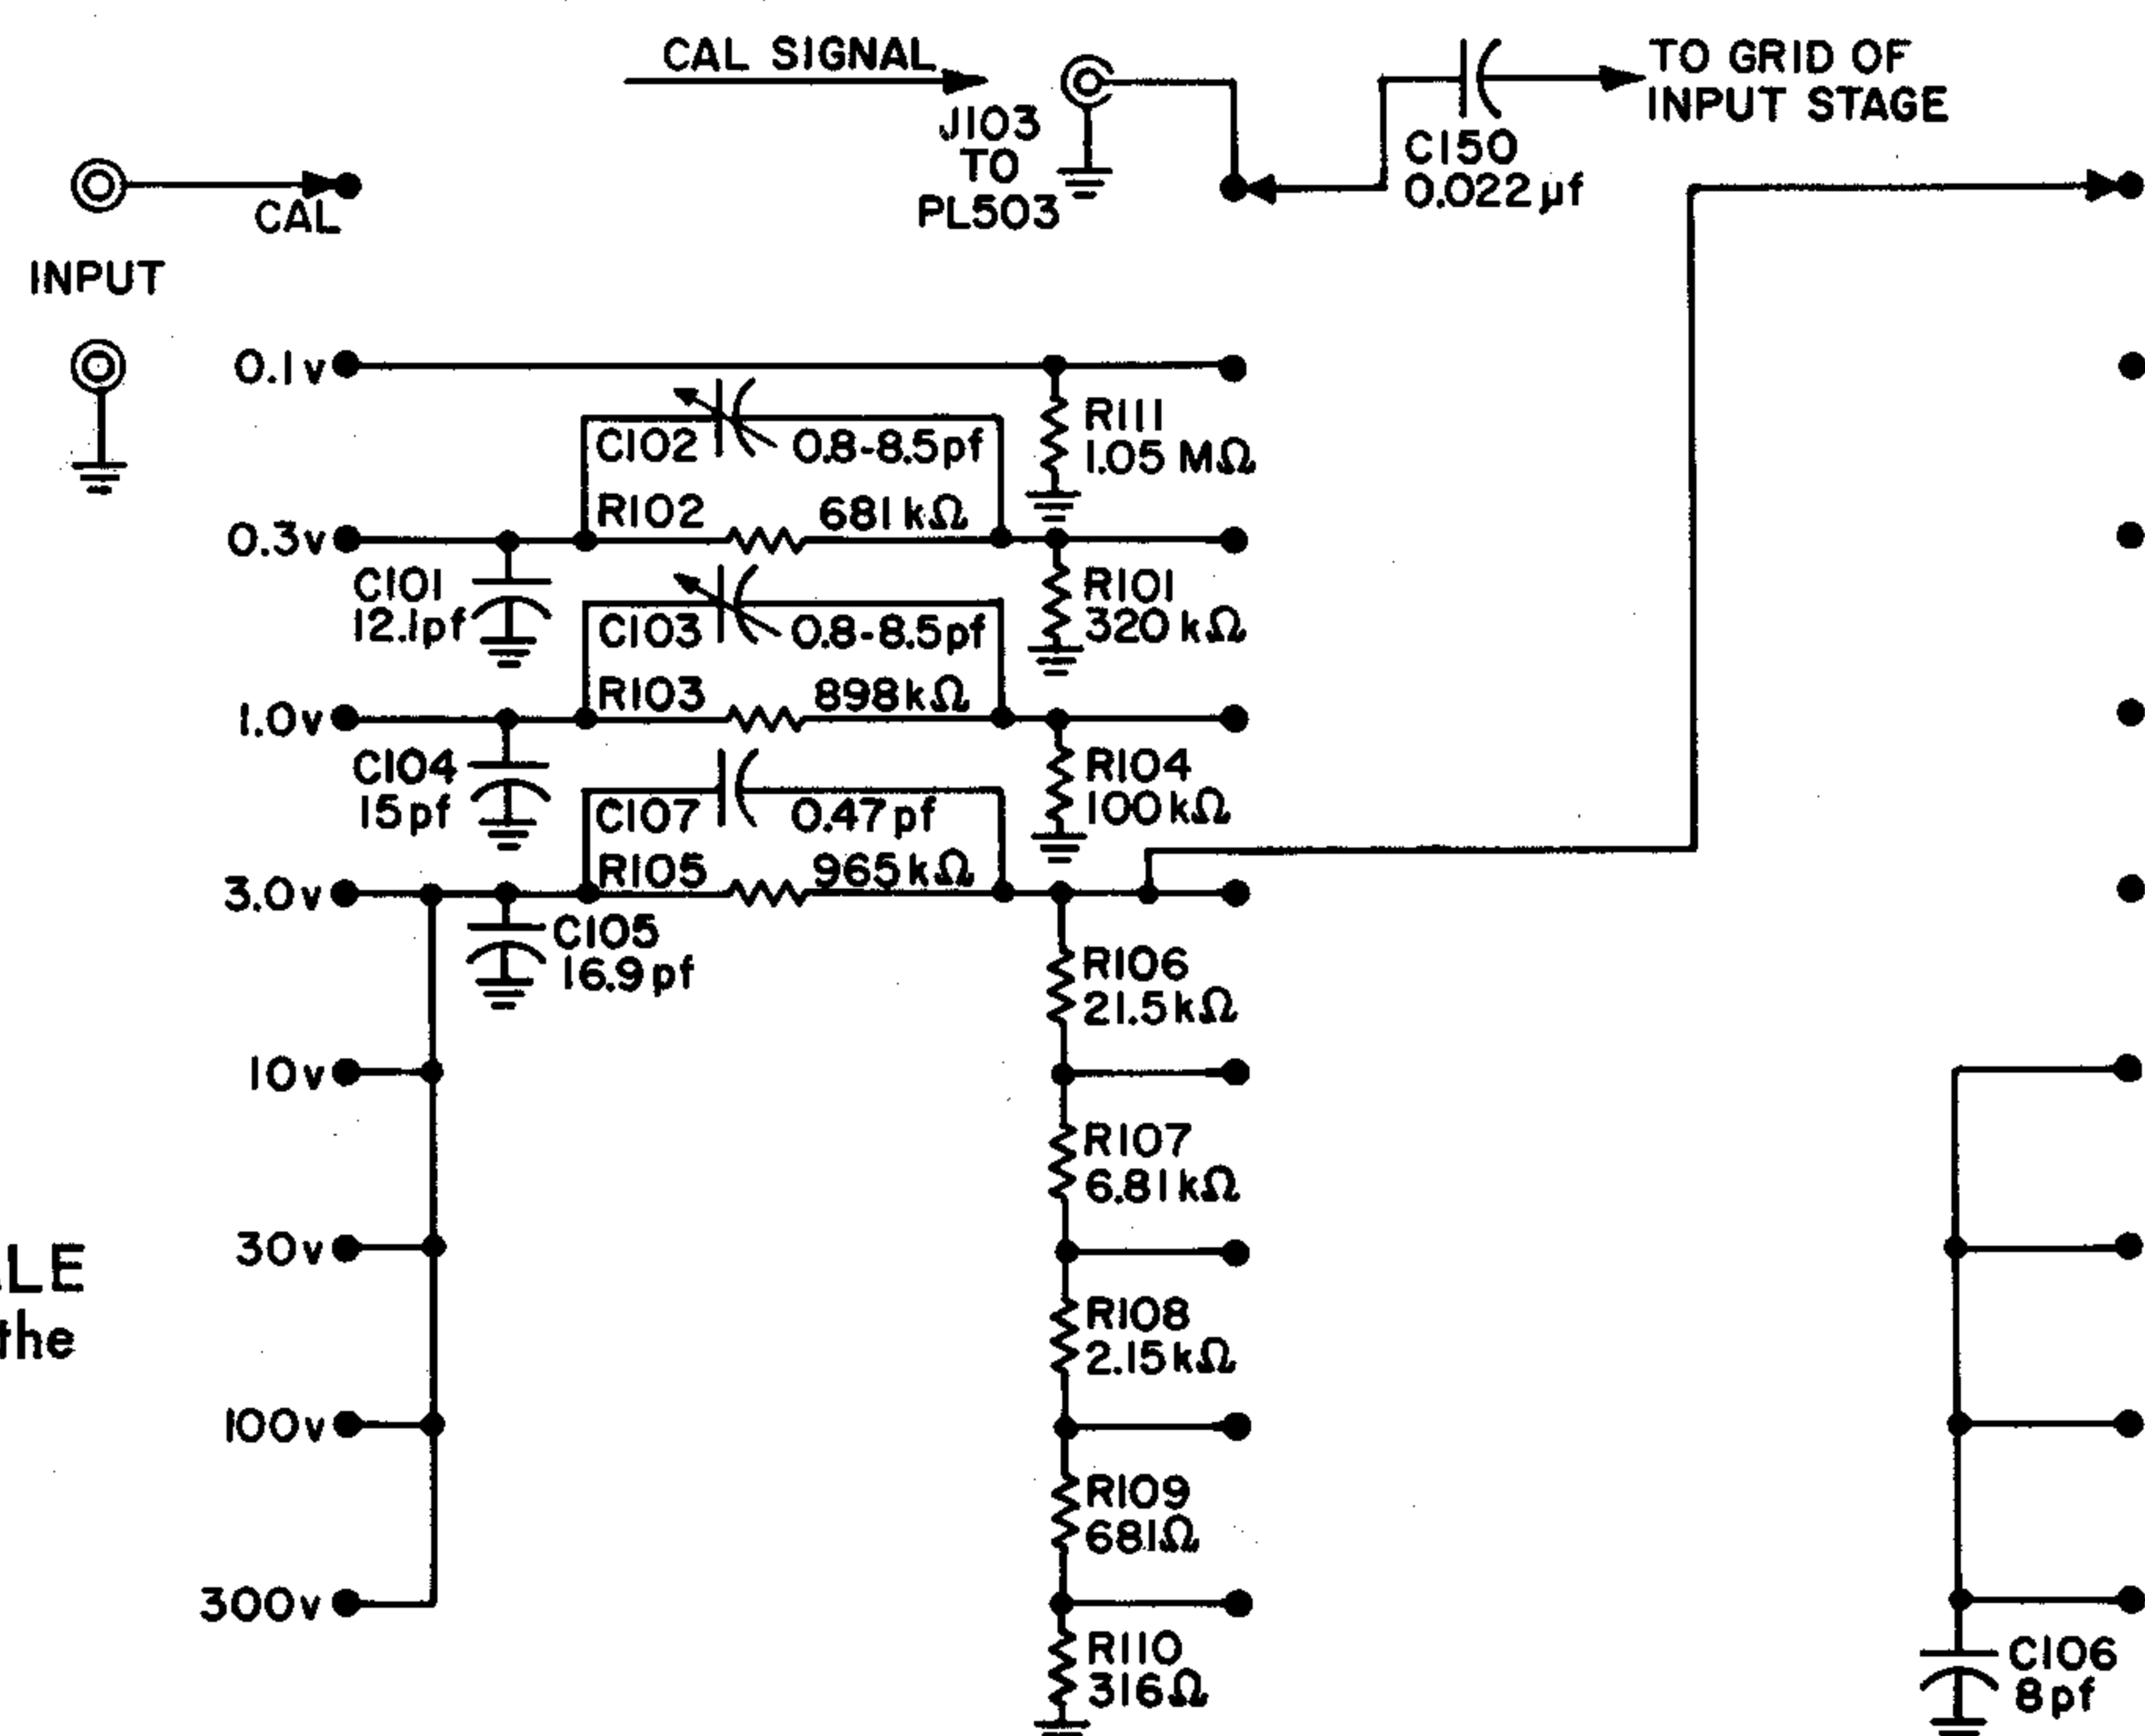 CAL SIGNAL
J103
TO
PL503
C150
0.022 µf
TO GRID OF
INPUT STAGE
CAL
INPUT
0.1v
R111
1.05 MΩ
C102 0.8-8.5pf
R102 681kΩ
0.3v
C101
12.1pf
R101
320kΩ
C103 0.8-8.5pf
R103 898kΩ
1.0v
C104
15pf
R104
100kΩ
C107 0.47pf
R105 965kΩ
3.0v
C105
16.9pf
R106
21.5kΩ
10v
R107
6.81kΩ
30v
LE
the
R108
2.15kΩ
100v
R109
681Ω
300v
R110
316Ω
C106
8pf